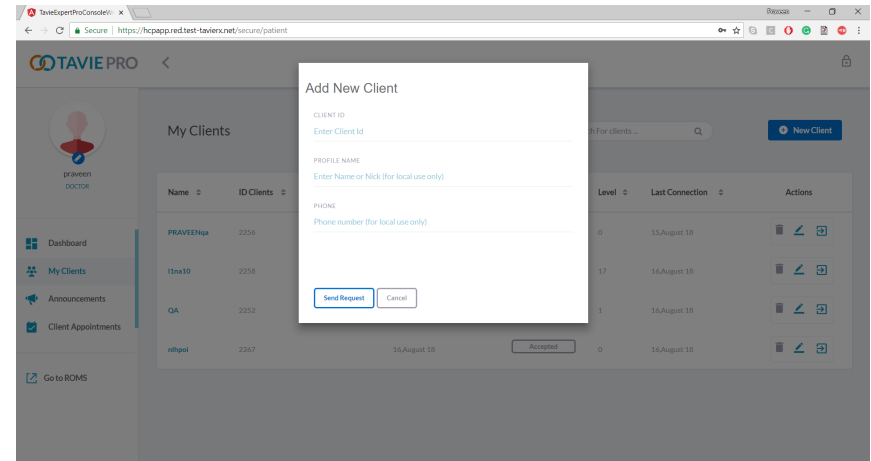 TavieExpertProConsoleW
Praveen
Secure | https://hcpapp.red.test-tavierx.net/secure/patient
TAVIE PRO
Add New Client
CLIENT ID
Enter Client Id
My Clients
h For clients ...
New Client
PROFILE NAME
praveen
DOCTOR
Enter Name or Nick (for local use only)
Name
ID Clients
Level
Last Connection
Actions
PHONE
Phone number (for local use only)
PRAVEENqa 2256 0 15,August 18
Dashboard
My Clients
l1na10 2258 17 16,August 18
Announcements
Send Request
Cancel
QA 2252 1 16,August 18
Client Appointments
nlhpoi 2267 16,August 18 Accepted 0 16,August 18
Go to ROMS